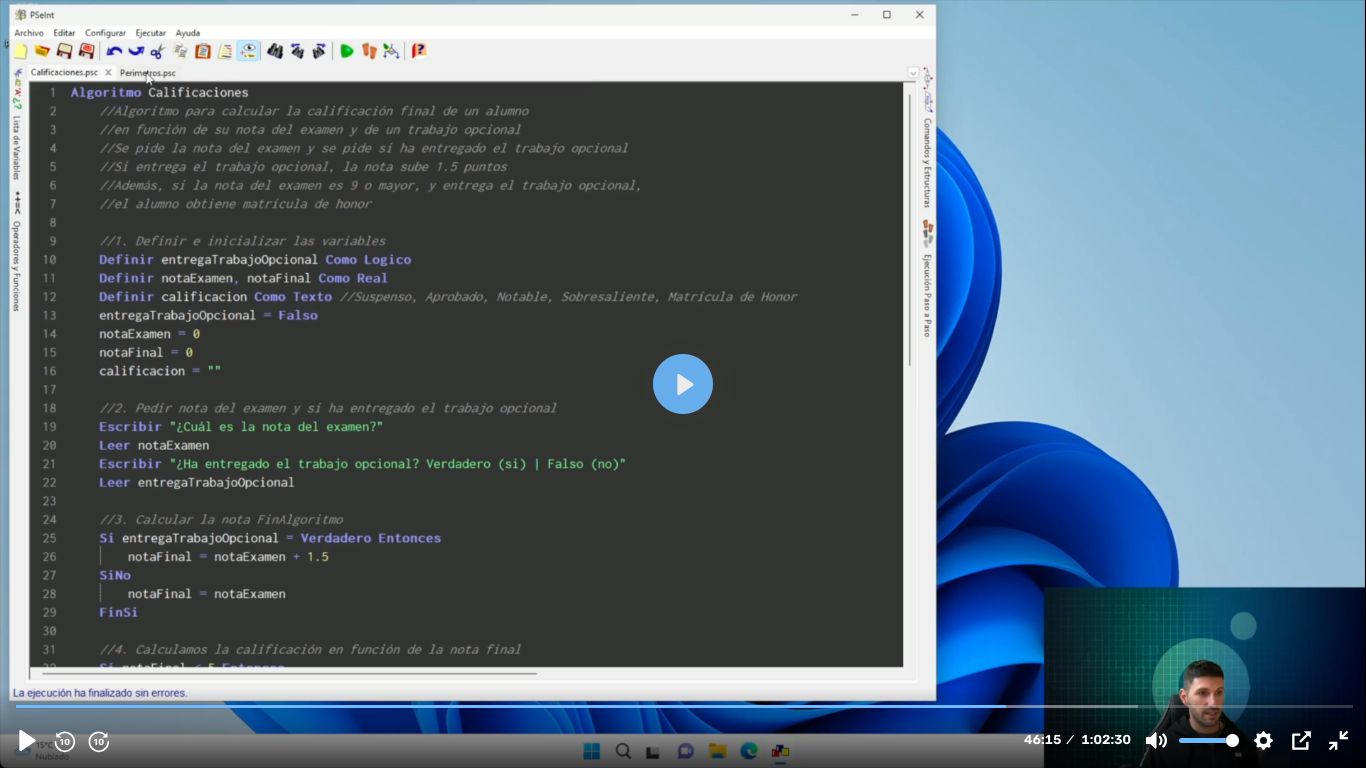 PSeInt
Archivo Editar Configurar Ejecutar Ayuda
Calificaciones.psc Perimetros.psc
1 Algoritmo Calificaciones
2 //Algoritmo para calcular la calificación final de un alumno
3 //en función de su nota del examen y de un trabajo opcional
4 //Se pide la nota del examen y se pide si ha entregado el trabajo opcional
5 //Si entrega el trabajo opcional, la nota sube 1.5 puntos
6 //Además, si la nota del examen es 9 o mayor, y entrega el trabajo opcional,
7 //el alumno obtiene matrícula de honor
8
9 //1. Definir e inicializar las variables
10 Definir entregaTrabajoOpcional Como Logico
11 Definir notaExamen, notaFinal Como Real
12 Definir calificacion Como Texto //Suspenso, Aprobado, Notable, Sobresaliente, Matrícula de Honor
13 entregaTrabajoOpcional = Falso
14 notaExamen = 0
15 notaFinal = 0
16 calificacion = ""
17
18 //2. Pedir nota del examen y si ha entregado el trabajo opcional
19 Escribir "¿Cuál es la nota del examen?"
20 Leer notaExamen
21 Escribir "¿Ha entregado el trabajo opcional? Verdadero (si) | Falso (no)"
22 Leer entregaTrabajoOpcional
23
24 //3. Calcular la nota FinAlgoritmo
25 Si entregaTrabajoOpcional = Verdadero Entonces
26 notaFinal = notaExamen + 1.5
27 SiNo
28 notaFinal = notaExamen
29 FinSi
30
31 //4. Calculamos la calificación en función de la nota final
32 Si notaFinal < 5 Entonces
Lista de Variables
Operadores y Funciones
Comandos y Estructuras
Ejecución Paso a Paso
La ejecución ha finalizado sin errores.
10 10
15°C
Nublado
46:15 / 1:02:30